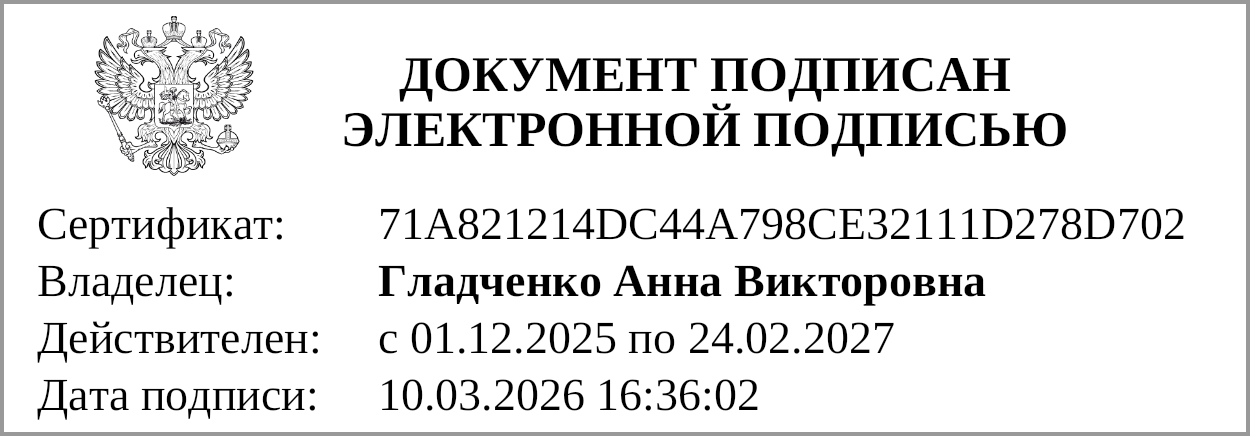 ДОКУМЕНТ ПОДПИСАН
ЭЛЕКТРОННОЙ ПОДПИСЬЮ
Сертификат: 71A821214DC44A798CE32111D278D702
Владелец: Гладченко Анна Викторовна
Действителен: с 01.12.2025 по 24.02.2027
Дата подписи: 10.03.2026 16:36:02